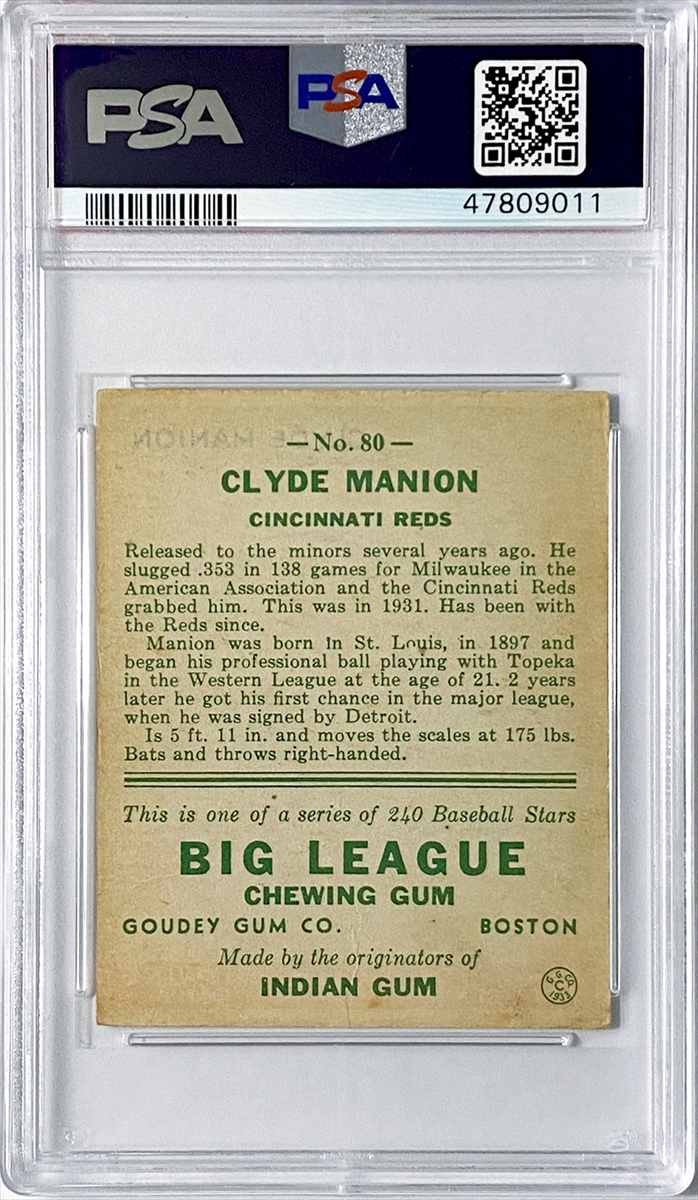 PSA PSA
47809011
CLYDE MANION
— No. 80 —
CLYDE MANION
CINCINNATI REDS
Released to the minors several years ago. He
slugged .353 in 138 games for Milwaukee in the
American Association and the Cincinnati Reds
grabbed him. This was in 1931. Has been with
the Reds since.
Manion was born in St. Louis, in 1897 and
began his professional ball playing with Topeka
in the Western League at the age of 21. 2 years
later he got his first chance in the major league,
when he was signed by Detroit.
Is 5 ft. 11 in. and moves the scales at 175 lbs.
Bats and throws right-handed.
This is one of a series of 240 Baseball Stars
BIG LEAGUE
CHEWING GUM
GOUDEY GUM CO. BOSTON
Made by the originators of
INDIAN GUM
G. G. CO.
C
1933